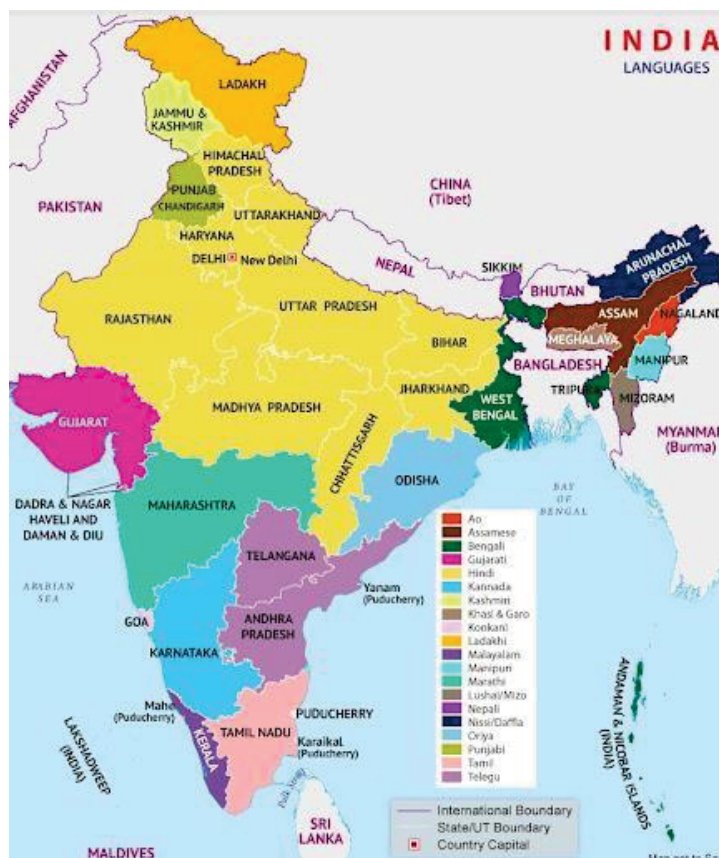 INDIA
LANGUAGES
AFGHANISTAN
LADAKH
JAMMU &
KASHMIR
HIMACHAL
PRADESH
PUNJAB
CHANDIGARH
UTTARAKHAND
HARYANA
DELHI
New Delhi
PAKISTAN
CHINA
(Tibet)
NEPAL
SIKKIM
BHUTAN
ARUNACHAL
PRADESH
ASSAM
NAGALAND
MEGHALAYA
MANIPUR
BANGLADESH
TRIPURA
MIZORAM
MYANMAR
(Burma)
RAJASTHAN
UTTAR PRADESH
BIHAR
JHARKHAND
WEST
BENGAL
GUJARAT
MADHYA PRADESH
CHHATTISGARH
ODISHA
BAY
OF
BENGAL
DADRA & NAGAR
HAVELI AND
DAMAN & DIU
MAHARASHTRA
TELANGANA
ARABIAN
SEA
GOA
KARNATAKA
ANDHRA
PRADESH
Yanam
(Puducherry)
Mahe
(Puducherry)
KERALA
TAMIL NADU
PUDUCHERRY
Karaikal
(Puducherry)
LAKSHADWEEP
(INDIA)
Palk Strait
SRI
LANKA
MALDIVES
ANDAMAN & NICOBAR ISLANDS
(INDIA)
Ao
Assamese
Bengali
Gujarati
Hindi
Kannada
Kashmiri
Khasi & Garo
Konkani
Ladakhi
Malayalam
Manipuri
Marathi
Lushai/Mizo
Nepali
Nissi/Daffla
Oriya
Punjabi
Tamil
Telegu
International Boundary
State/UT Boundary
Country Capital
Map not to